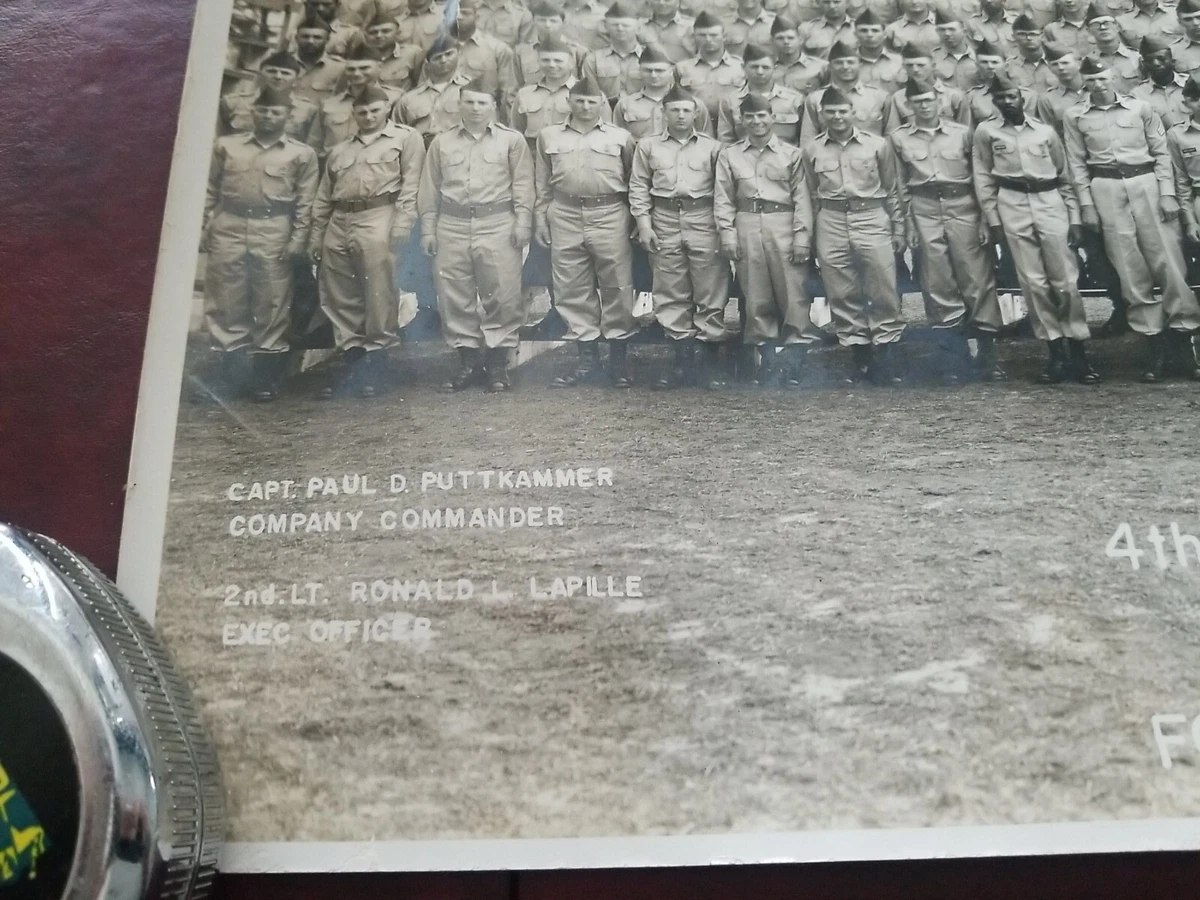 CAPT. PAUL D. PUTTKAMMER
COMPANY COMMANDER
2nd. LT. RONALD L. LAPILLE
EXEC OFFICER
4th